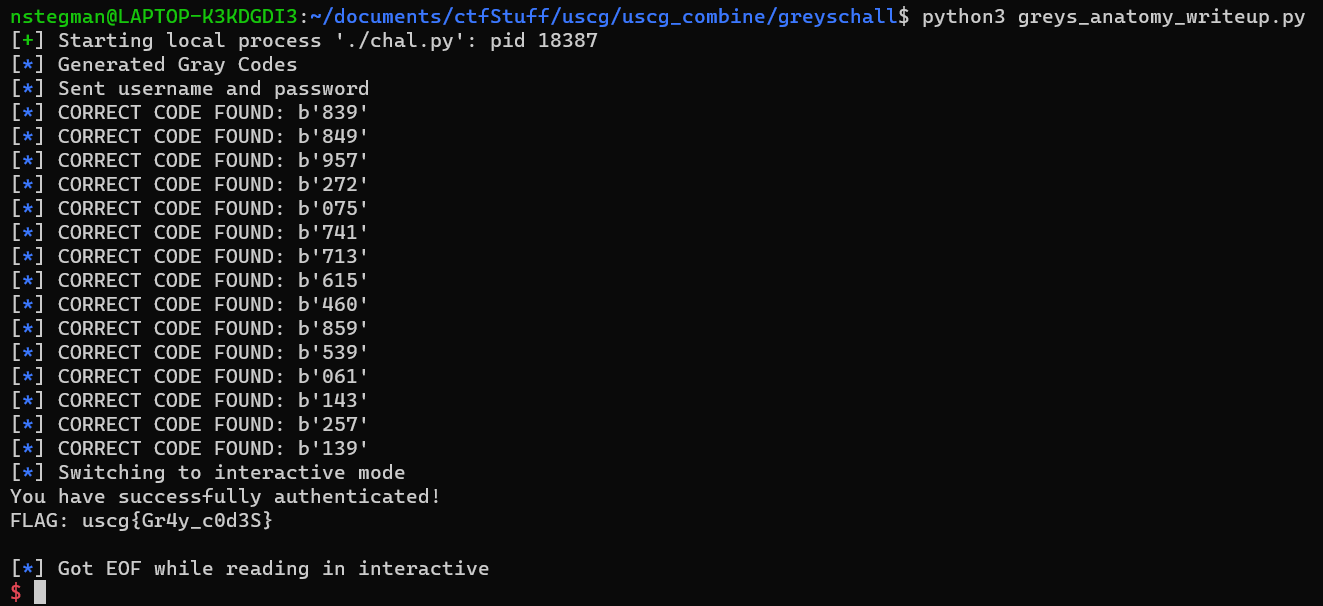 nstegman@LAPTOP-K3KDGDI3:~/documents/ctfStuff/uscg/uscg_combine/greyschall$ python3 greys_anatomy_writeup.py
[+] Starting local process './chal.py': pid 18387
[*] Generated Gray Codes
[*] Sent username and password
[*] CORRECT CODE FOUND: b'839'
[*] CORRECT CODE FOUND: b'849'
[*] CORRECT CODE FOUND: b'957'
[*] CORRECT CODE FOUND: b'272'
[*] CORRECT CODE FOUND: b'075'
[*] CORRECT CODE FOUND: b'741'
[*] CORRECT CODE FOUND: b'713'
[*] CORRECT CODE FOUND: b'615'
[*] CORRECT CODE FOUND: b'460'
[*] CORRECT CODE FOUND: b'859'
[*] CORRECT CODE FOUND: b'539'
[*] CORRECT CODE FOUND: b'061'
[*] CORRECT CODE FOUND: b'143'
[*] CORRECT CODE FOUND: b'257'
[*] CORRECT CODE FOUND: b'139'
[*] Switching to interactive mode
You have successfully authenticated!
FLAG: uscg{Gr4y_c0d3S}
[*] Got EOF while reading in interactive
$